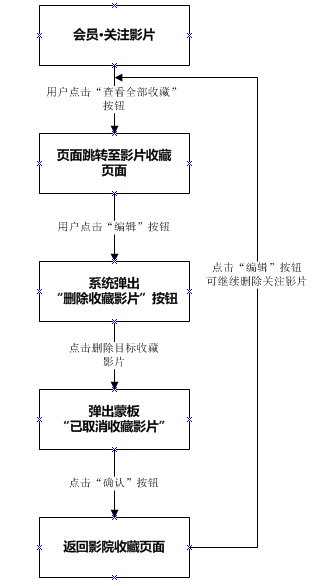 会员·关注影片
用户点击“查看全部收藏”
按钮
页面跳转至影片收藏
页面
用户点击“编辑”按钮
点击“编辑”按钮
可继续删除关注影片
系统弹出
“删除收藏影片”按钮
点击删除目标收藏
影片
弹出蒙板
“已取消收藏影片”
点击“确认”按钮
返回影院收藏页面